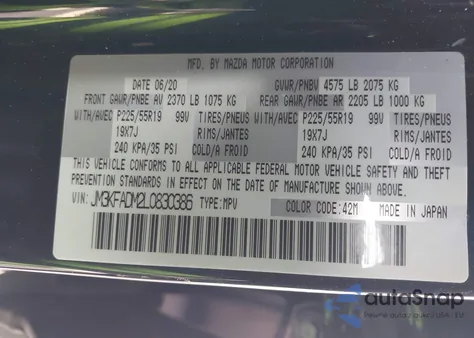 MFD. BY MAZDA MOTOR CORPORATION
DATE 06/20 GVWR/PNBV 4575 LB 2075 KG
FRONT GAWR/PNBE AV 2370 LB 1075 KG REAR GAWR/PNBE AR 2205 LB 1000 KG
WITH/AVEC P225/55R19 99V TIRES/PNEUS WITH/AVEC P225/55R19 99V TIRES/PNEUS
19X7J RIMS/JANTES 19X7J RIMS/JANTES
240 KPA/35 PSI COLD/A FROID 240 KPA/35 PSI COLD/A FROID
THIS VEHICLE CONFORMS TO ALL APPLICABLE FEDERAL MOTOR VEHICLE SAFETY AND THEFT
PREVENTION STANDARDS IN EFFECT ON THE DATE OF MANUFACTURE SHOWN ABOVE.
VIN: JM3KFADM2L0830386 TYPE: MPV COLOR CODE: 42M MADE IN JAPAN
autoSnap
Pewne auto/aukcje USA i EU